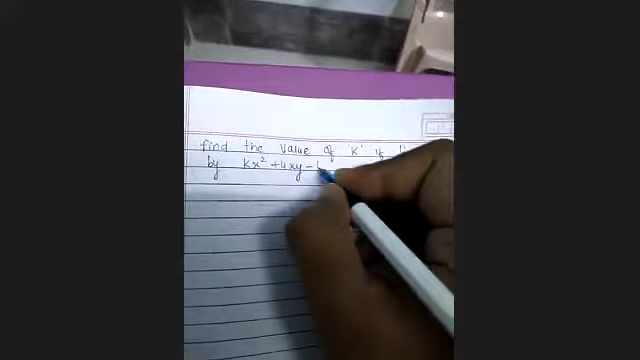 find the value of 'K' if
by kx² + 4xy -